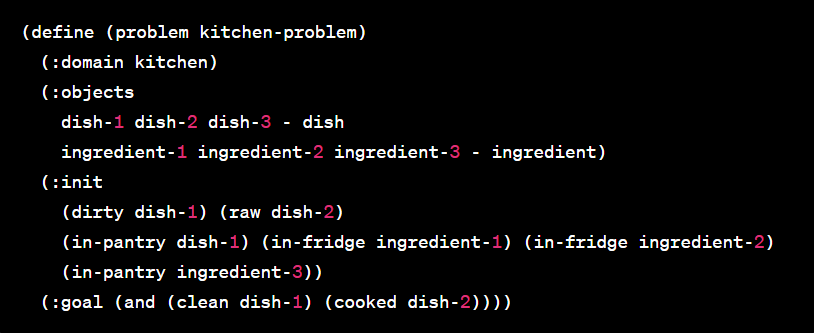 (define (problem kitchen-problem)
(:domain kitchen)
(:objects
dish-1 dish-2 dish-3 - dish
ingredient-1 ingredient-2 ingredient-3 - ingredient)
(:init
(dirty dish-1) (raw dish-2)
(in-pantry dish-1) (in-fridge ingredient-1) (in-fridge ingredient-2)
(in-pantry ingredient-3))
(:goal (and (clean dish-1) (cooked dish-2))))